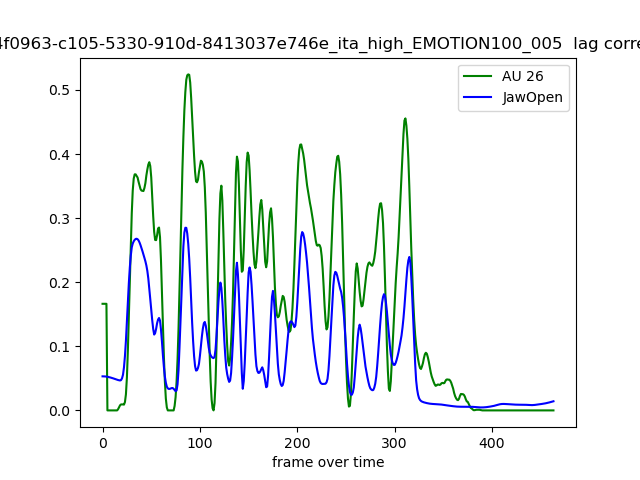 4f0963-c105-5330-910d-8413037e746e_ita_high_EMOTION100_005 lag corre
AU 26
JawOpen
0.5
0.4
0.3
0.2
0.1
0.0
0 100 200 300 400
frame over time